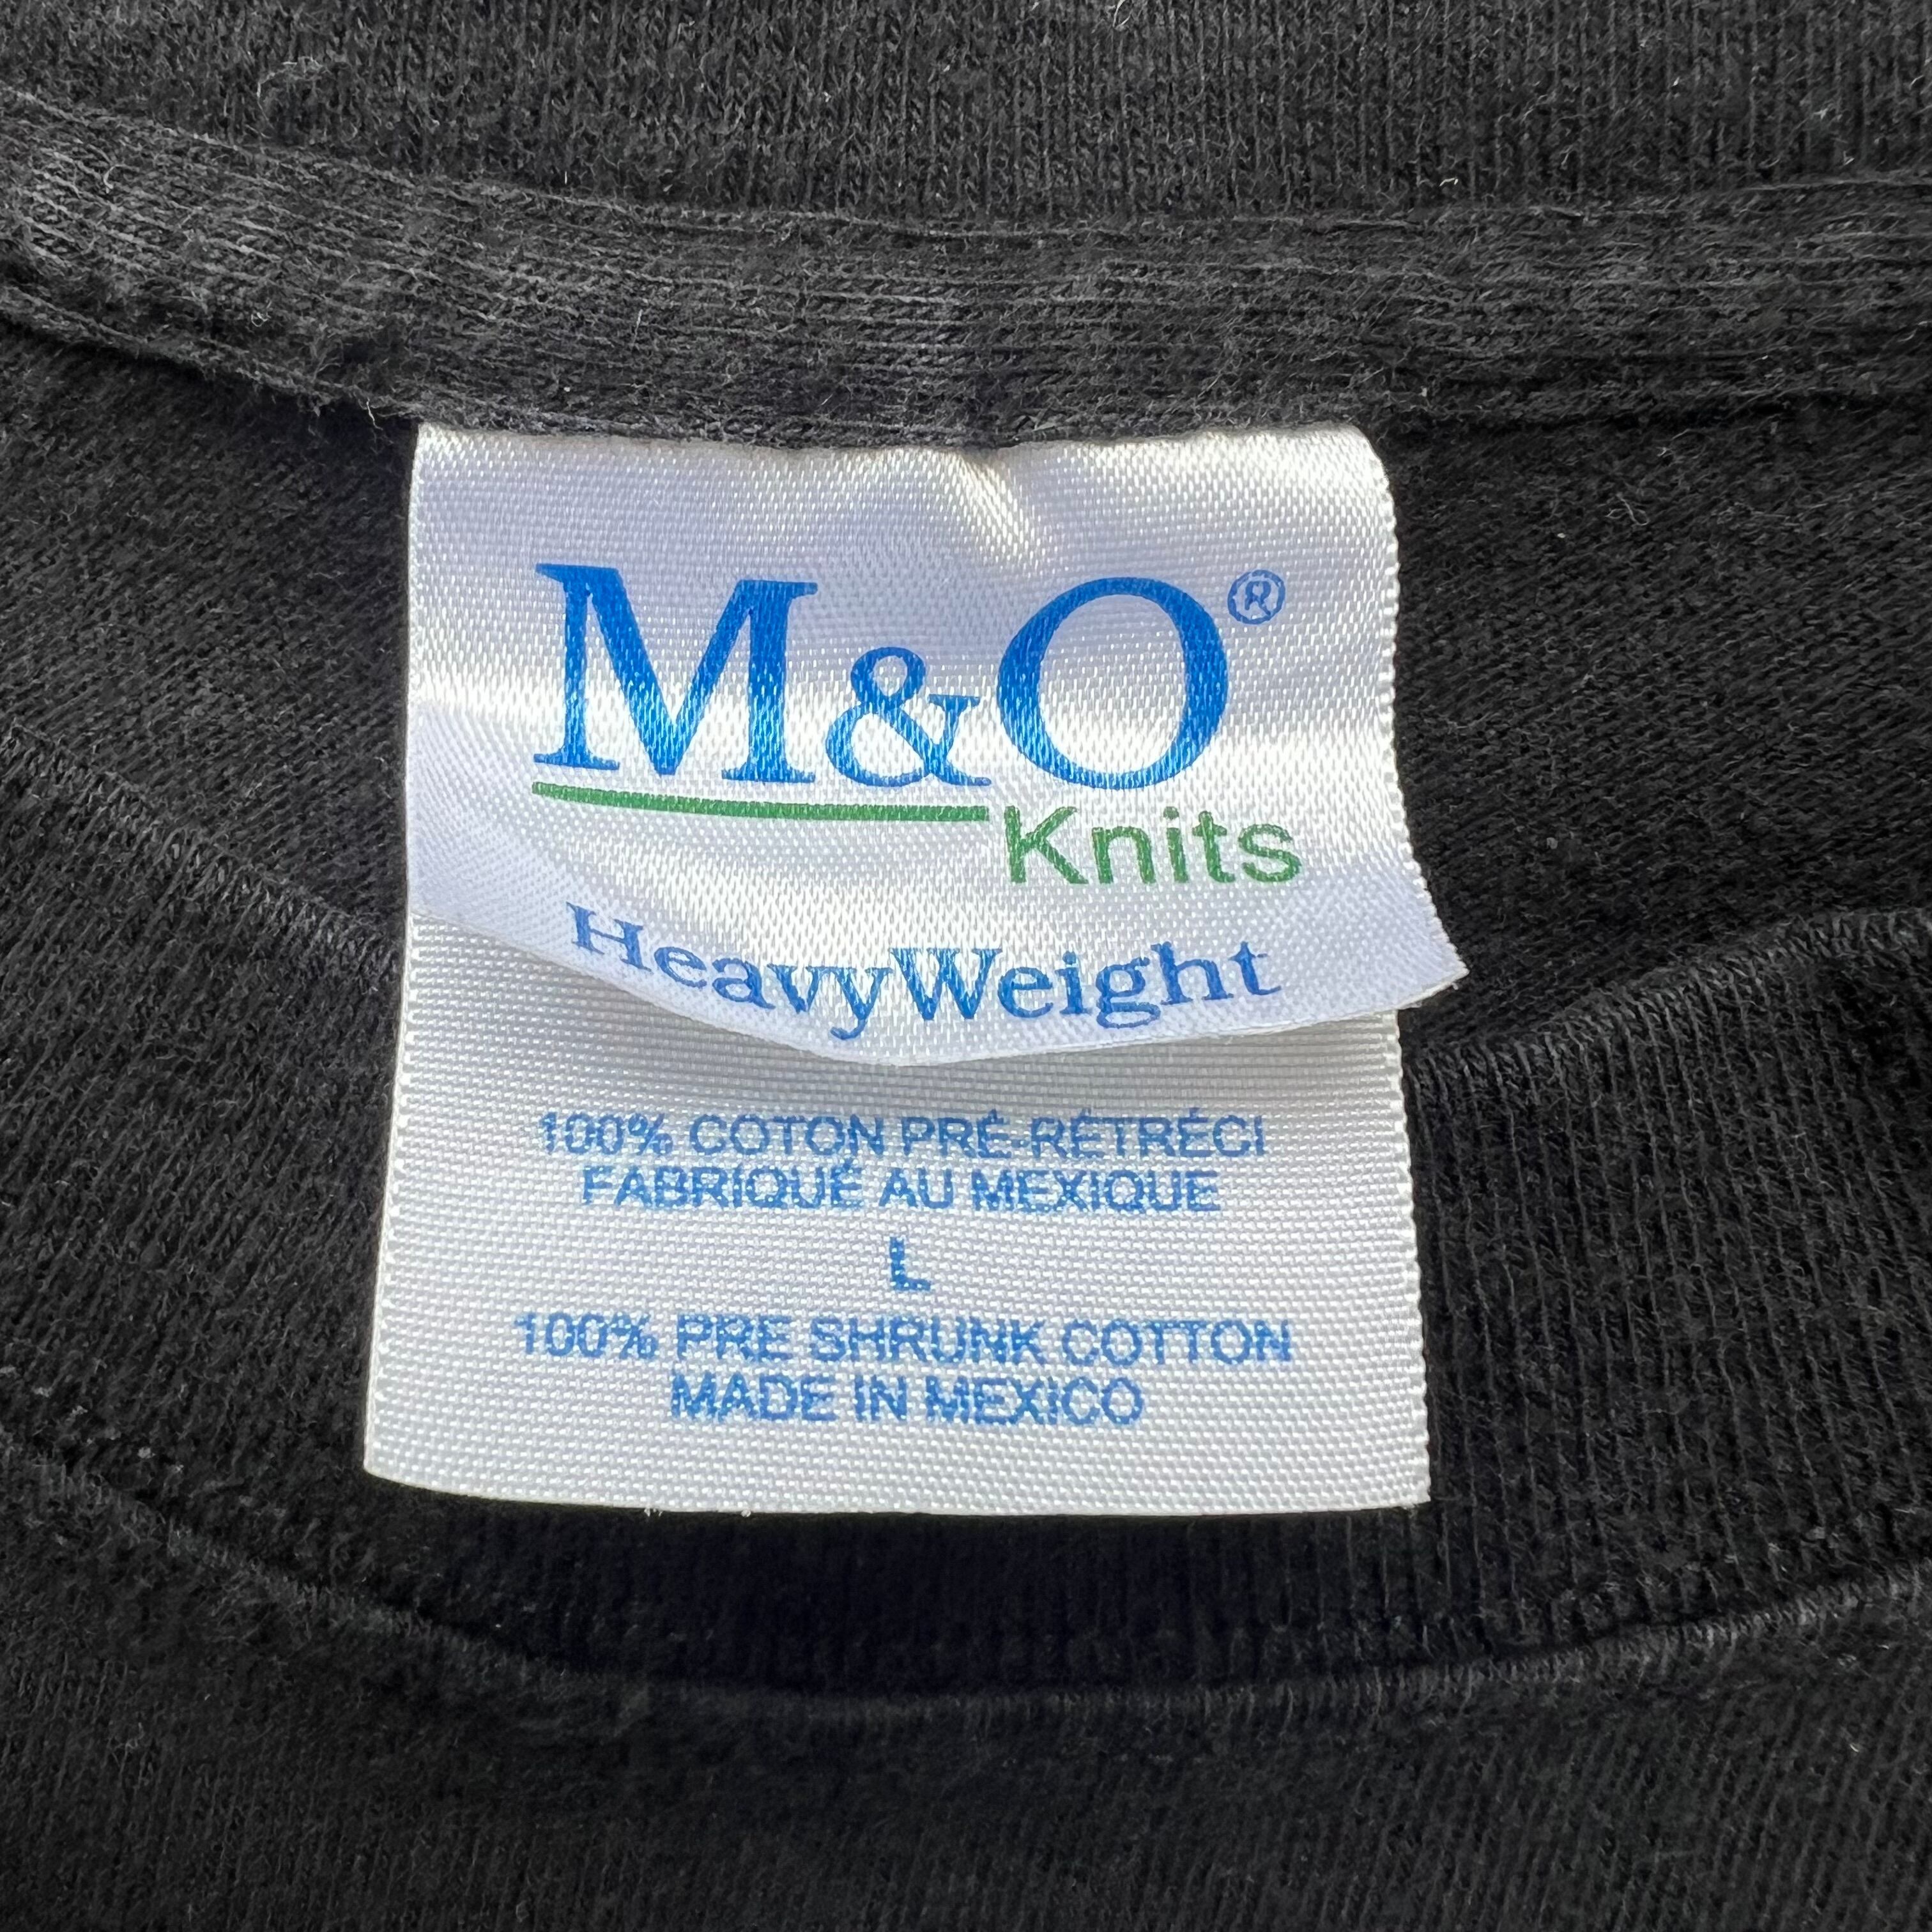 M&O®
Knits
HeavyWeight
100% COTON PRÉ-RÉTRÉCI
FABRIQUÉ AU MEXIQUE
L
100% PRE SHRUNK COTTON
MADE IN MEXICO